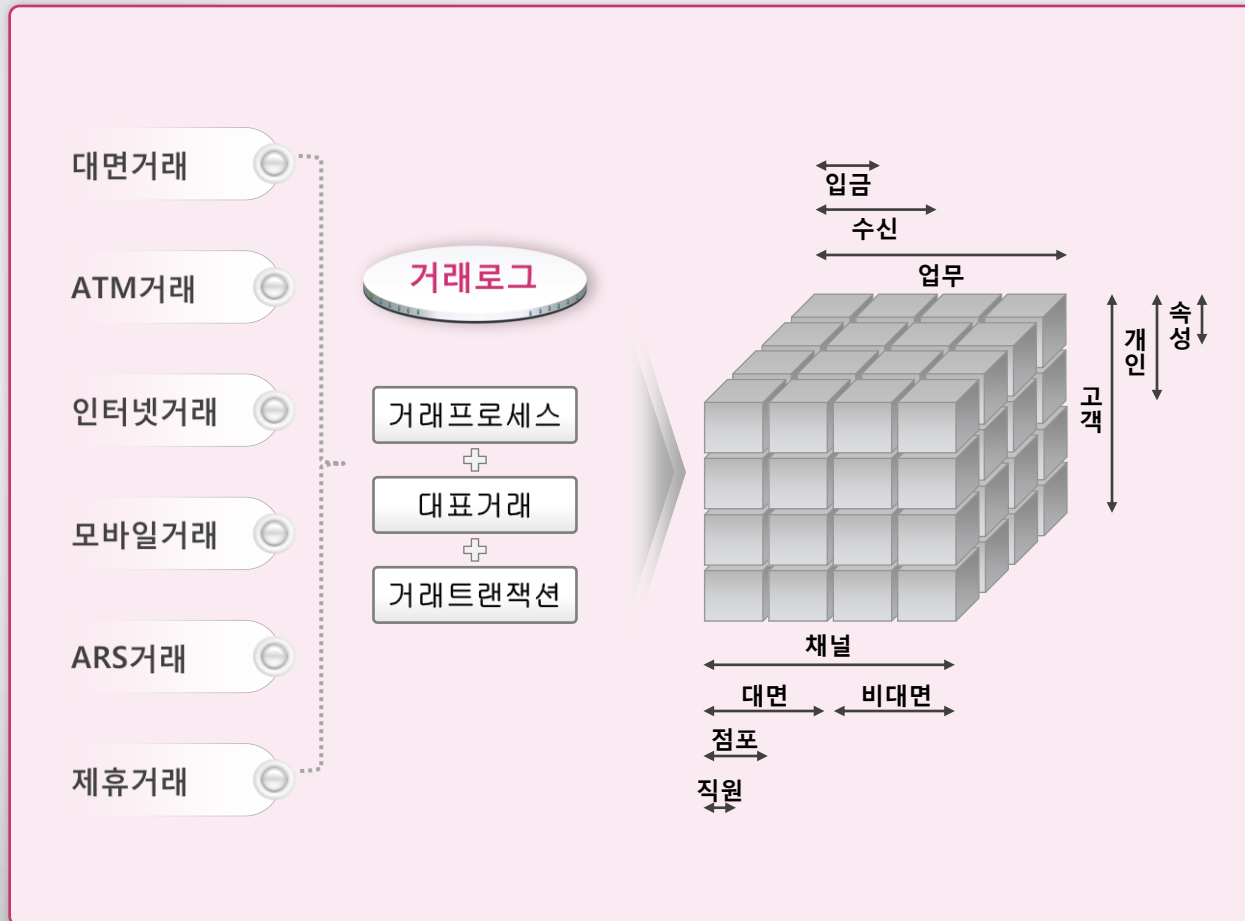 대면거래
ATM거래
인터넷거래
모바일거래
ARS거래
제휴거래
거래로그
거래프로세스
대표거래
거래트랜잭션
입금
수신
업무
속성
개인
고객
채널
대면 비대면
점포
직원